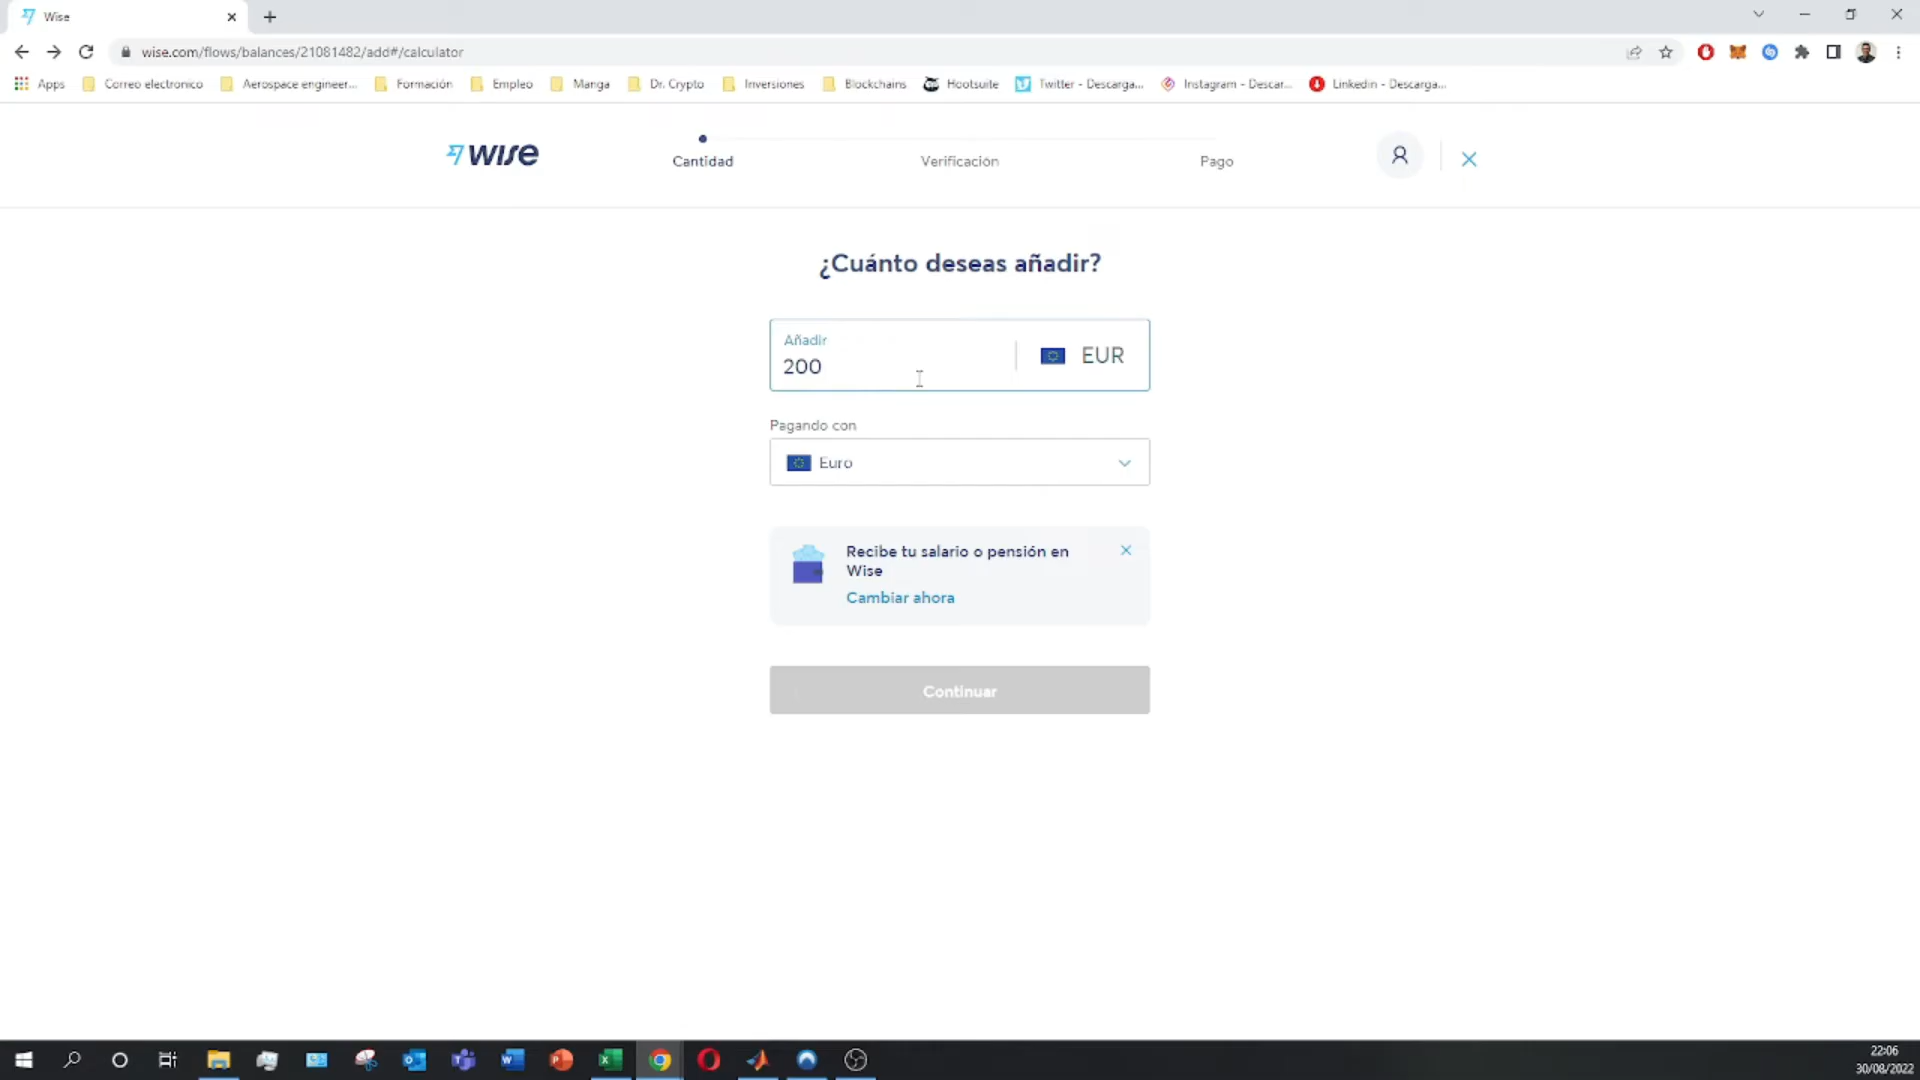 Wise
wise.com/flows/balances/21081482/add#/calculator
Apps
Correo electronico
Aerospace engineer...
Formación
Empleo
Manga
Dr. Crypto
Inversiones
Blockchains
Hootsuite
Twitter - Descarga...
Instagram - Descar...
Linkedin - Descarga...
wise
Cantidad
Verificación
Pago
¿Cuánto deseas añadir?
Añadir
200
EUR
Pagando con
Euro
Recibe tu salario o pensión en
Wise
Cambiar ahora
Continuar
22:06
30/08/2022